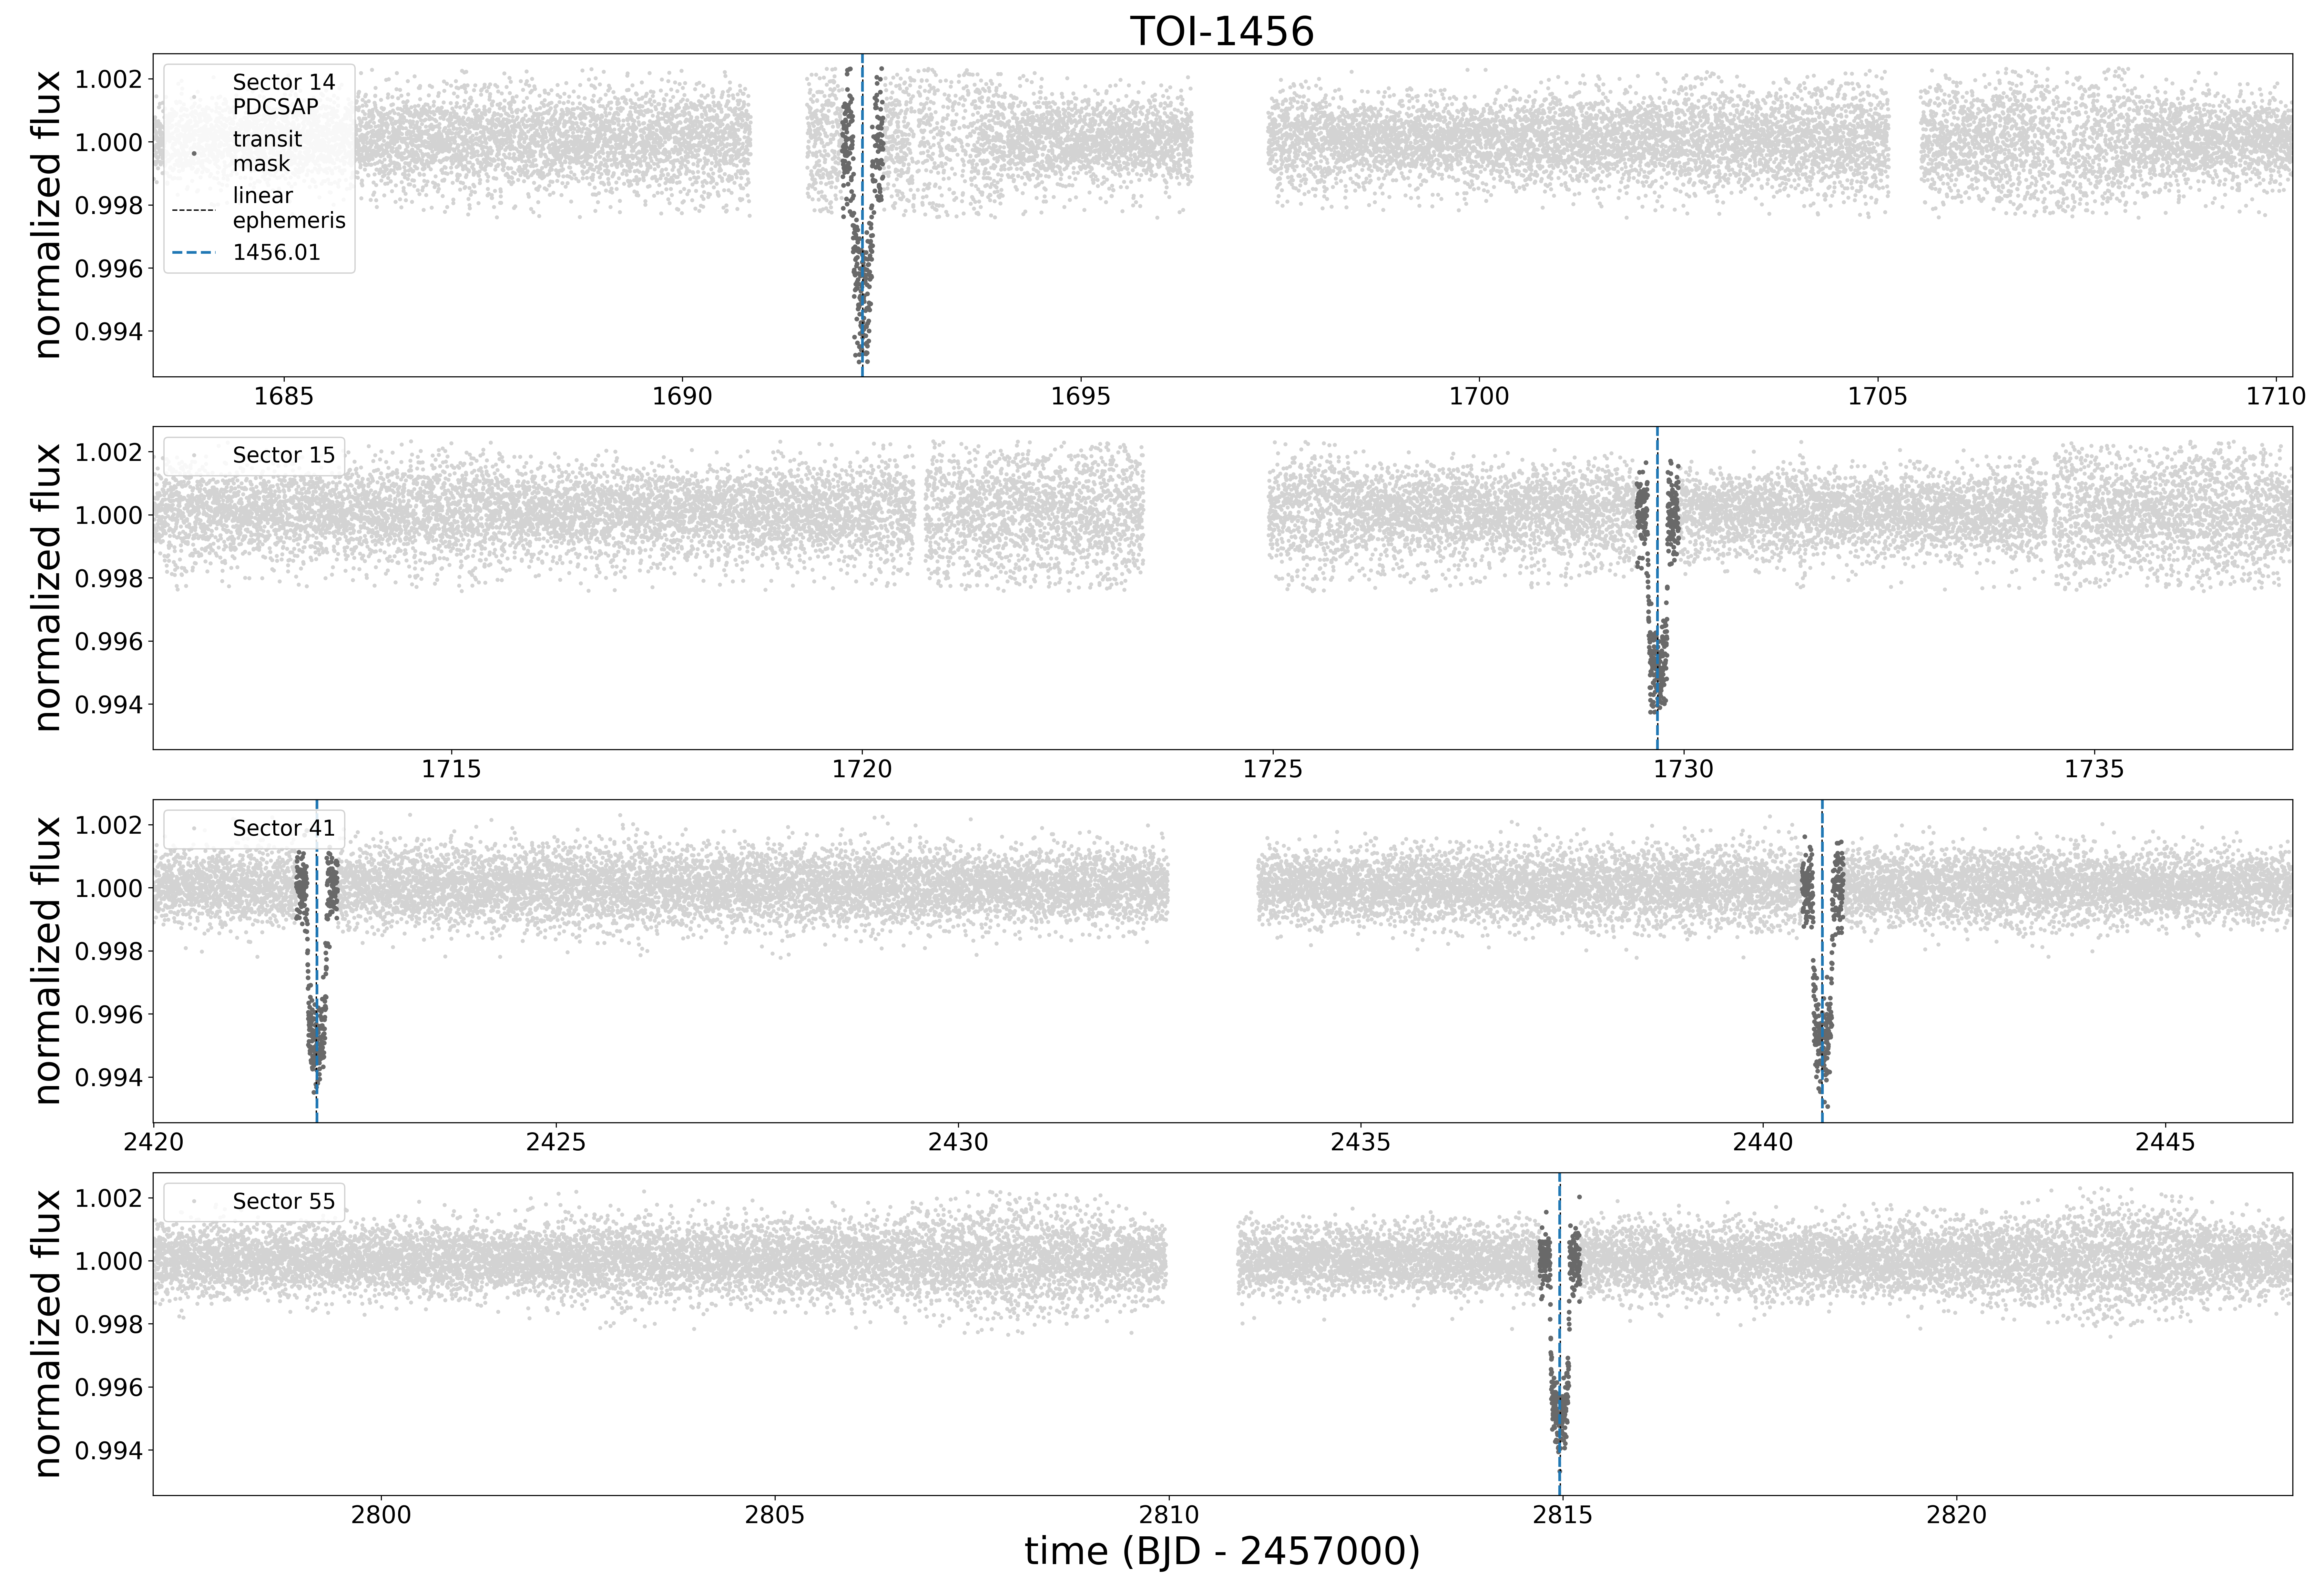 TOI-1456
normalized flux
1.002
1.000
0.998
0.996
0.994
Sector 14
PDCSAP
transit
mask
linear
ephemeris
1456.01
1685
1690
1695
1700
1705
1710
normalized flux
1.002
1.000
0.998
0.996
0.994
Sector 15
1715
1720
1725
1730
1735
normalized flux
1.002
1.000
0.998
0.996
0.994
Sector 41
2420
2425
2430
2435
2440
2445
normalized flux
1.002
1.000
0.998
0.996
0.994
Sector 55
2800
2805
2810
2815
2820
time (BJD - 2457000)